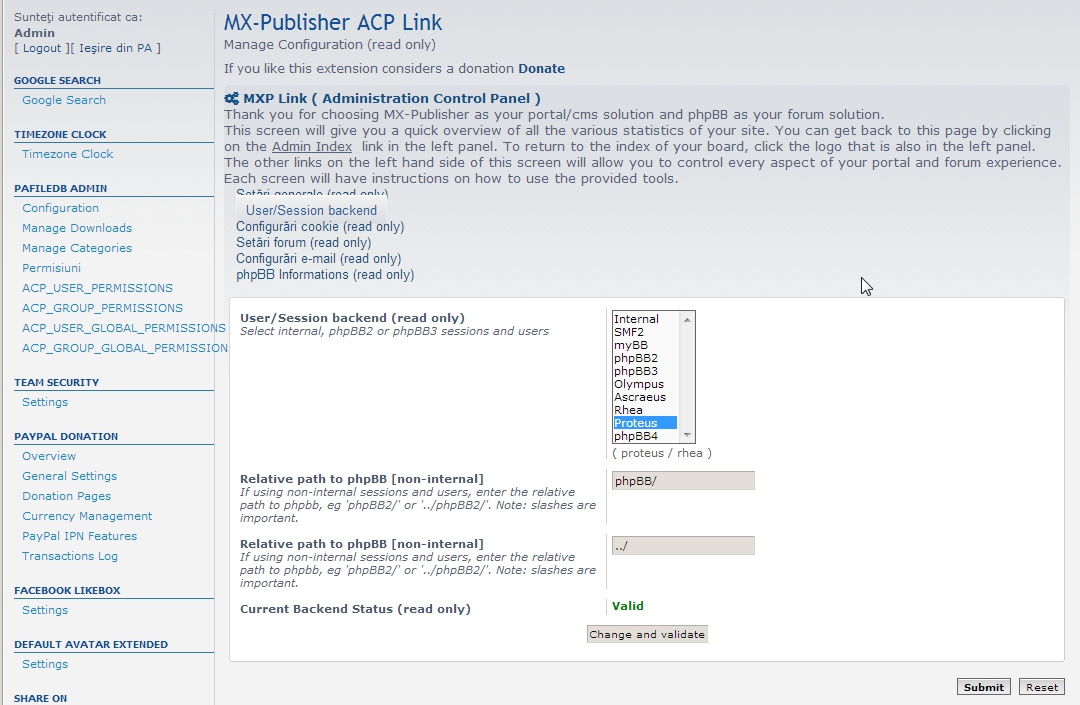 Sunteți autentificat ca:
Admin
[ Logout ][ Ieșire din PA ]
GOOGLE SEARCH
Google Search
TIMEZONE CLOCK
Timezone Clock
PAFILEDB ADMIN
Configuration
Manage Downloads
Manage Categories
Permisiuni
ACP_USER_PERMISSIONS
ACP_GROUP_PERMISSIONS
ACP_USER_GLOBAL_PERMISSIONS
ACP_GROUP_GLOBAL_PERMISSION
TEAM SECURITY
Settings
PAYPAL DONATION
Overview
General Settings
Donation Pages
Currency Management
PayPal IPN Features
Transactions Log
FACEBOOK LIKEBOX
Settings
DEFAULT AVATAR EXTENDED
Settings
SHARE ON
MX-Publisher ACP Link
Manage Configuration (read only)
If you like this extension considers a donation Donate
MXP Link ( Administration Control Panel )
Thank you for choosing MX-Publisher as your portal/cms solution and phpBB as your forum solution.
This screen will give you a quick overview of all the various statistics of your site. You can get back to this page by clicking
on the Admin Index link in the left panel. To return to the index of your board, click the logo that is also in the left panel.
The other links on the left hand side of this screen will allow you to control every aspect of your portal and forum experience.
Each screen will have instructions on how to use the provided tools.
Setări generale (read only)
User/Session backend
Configurări cookie (read only)
Setări forum (read only)
Configurări e-mail (read only)
phpBB Informations (read only)
User/Session backend (read only)
Select internal, phpBB2 or phpBB3 sessions and users
Internal
SMF2
myBB
phpBB2
phpBB3
Olympus
Ascraeus
Rhea
Proteus
phpBB4
( proteus / rhea )
Relative path to phpBB [non-internal]
If using non-internal sessions and users, enter the relative
path to phpbb, eg 'phpBB2/' or '../phpBB2/'. Note: slashes are
important.
phpBB/
Relative path to phpBB [non-internal]
If using non-internal sessions and users, enter the relative
path to phpbb, eg 'phpBB2/' or '../phpBB2/'. Note: slashes are
important.
../
Current Backend Status (read only)
Valid
Change and validate
Submit
Reset